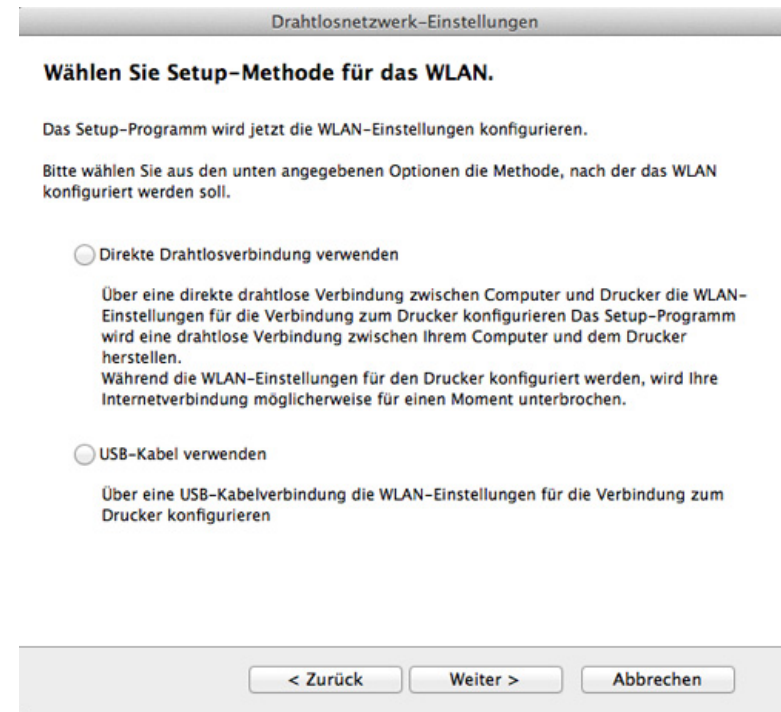 Drahtlosnetzwerk-Einstellungen
Wählen Sie Setup-Methode für das WLAN.
Das Setup-Programm wird jetzt die WLAN-Einstellungen konfigurieren.
Bitte wählen Sie aus den unten angegebenen Optionen die Methode, nach der das WLAN
konfiguriert werden soll.
Direkte Drahtlosverbindung verwenden
Über eine direkte drahtlose Verbindung zwischen Computer und Drucker die WLAN-
Einstellungen für die Verbindung zum Drucker konfigurieren Das Setup-Programm
wird eine drahtlose Verbindung zwischen Ihrem Computer und dem Drucker
herstellen.
Während die WLAN-Einstellungen für den Drucker konfiguriert werden, wird Ihre
Internetverbindung möglicherweise für einen Moment unterbrochen.
USB-Kabel verwenden
Über eine USB-Kabelverbindung die WLAN-Einstellungen für die Verbindung zum
Drucker konfigurieren
< Zurück Weiter > Abbrechen